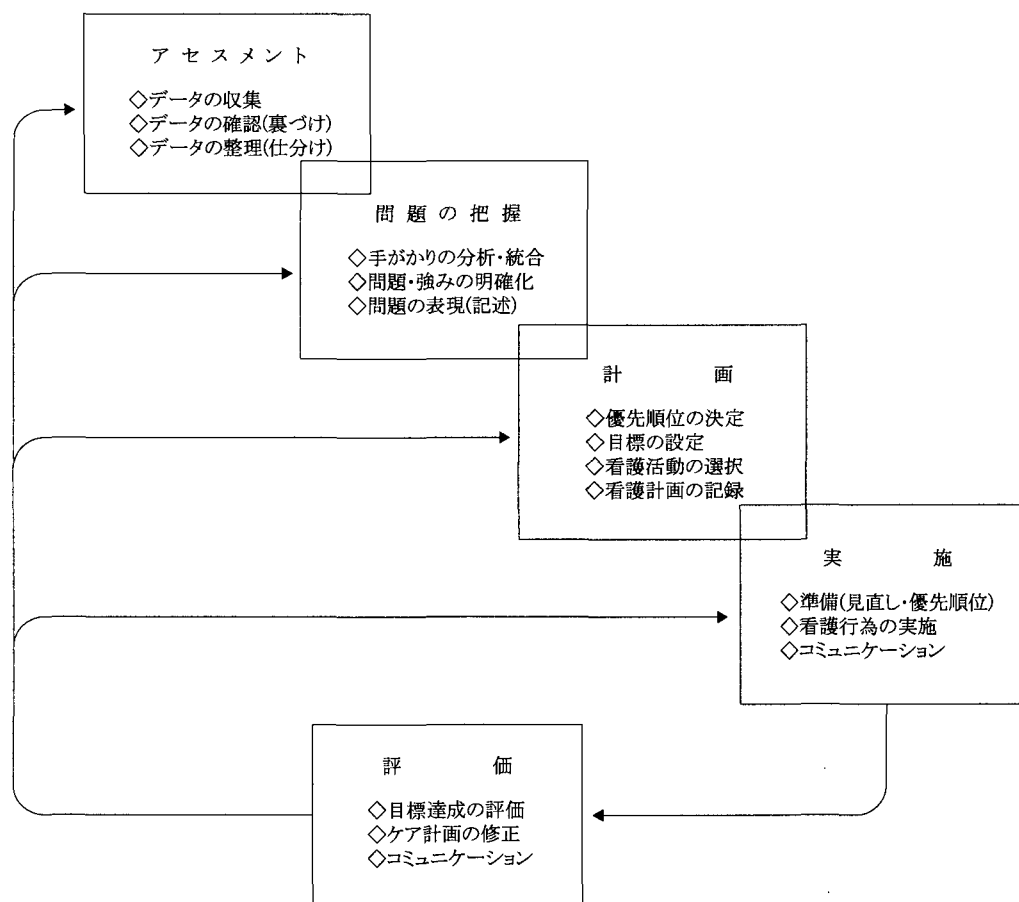 アセスメント
◇データの収集
◇データの確認(裏づけ)
◇データの整理(仕分け)
問題の把握
◇手がかりの分析・統合
◇問題・強みの明確化
◇問題の表現(記述)
計画
◇優先順位の決定
◇目標の設定
◇看護活動の選択
◇看護計画の記録
実施
◇準備(見直し・優先順位)
◇看護行為の実施
◇コミュニケーション
評価
◇目標達成の評価
◇ケア計画の修正
◇コミュニケーション